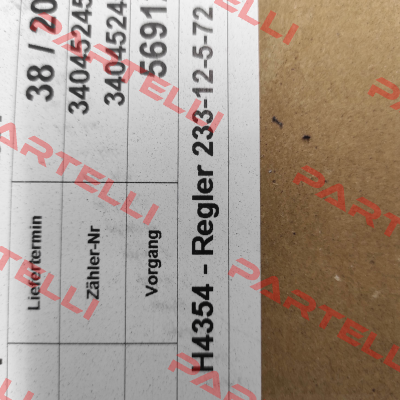 Liefertermin 38 / 20
Zähler-Nr 34045245
3404524
Vorgang 5691
H4354 - Regler 233-12-5-72
PARTELLI
PARTELLI
PARTELLI
PARTELLI
PARTELLI
PARTELLI